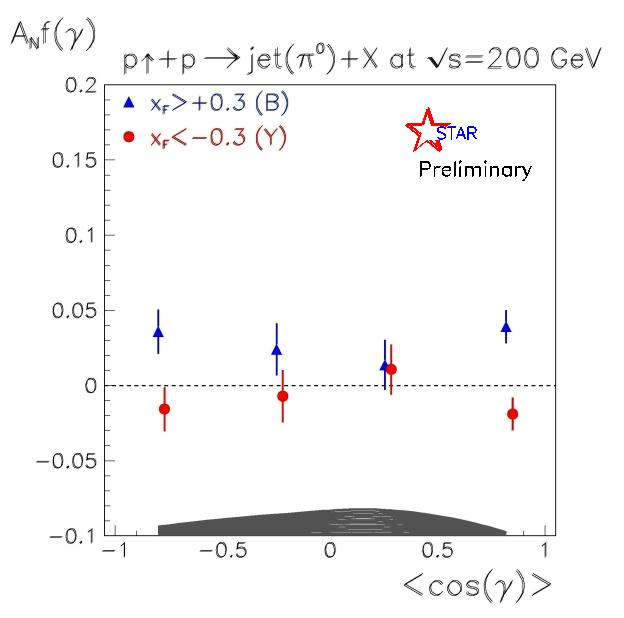 A_N f(γ)
p↑+p →jet(π⁰)+X at √s=200 GeV
0.2
x_F>+0.3 (B)
x_F<−0.3 (Y)
STAR
Preliminary
0.15
0.1
0.05
0
−0.05
−0.1
−1 −0.5 0 0.5 1
<cos(γ)>